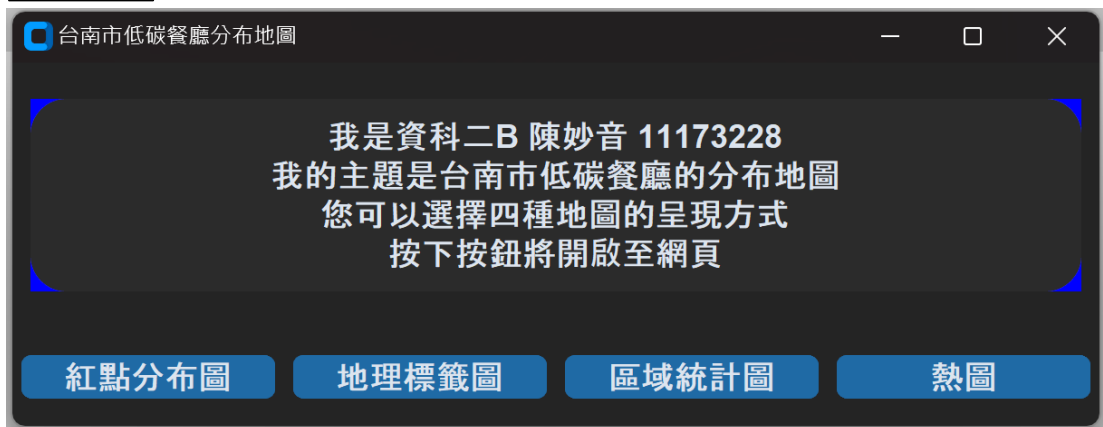 台南市低碳餐廳分布地圖
我是資科二B 陳妙音 11173228
我的主題是台南市低碳餐廳的分布地圖
您可以選擇四種地圖的呈現方式
按下按鈕將開啟至網頁
紅點分布圖
地理標籤圖
區域統計圖
熱圖